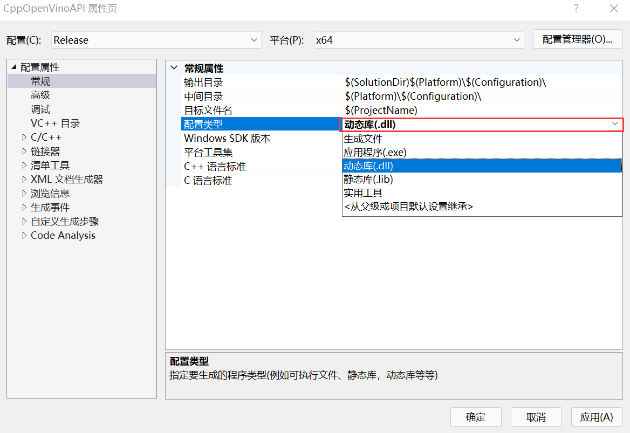 CppOpenVinoAPI 属性页
配置(C): Release 平台(P): x64 配置管理器(O)...
配置属性
常规
高级
调试
VC++ 目录
C/C++
链接器
清单工具
XML 文档生成器
浏览信息
生成事件
自定义生成步骤
Code Analysis
常规属性
输出目录 $(SolutionDir)$(Platform)\$(Configuration)\
中间目录 $(Platform)\$(Configuration)\
目标文件名 $(ProjectName)
配置类型 动态库(.dll)
Windows SDK 版本
平台工具集
C++ 语言标准
C 语言标准
生成文件
应用程序(.exe)
动态库(.dll)
静态库(.lib)
实用工具
<从父级或项目默认设置继承>
配置类型
指定要生成的程序类型(例如可执行文件、静态库，动态库等等)
确定 取消 应用(A)